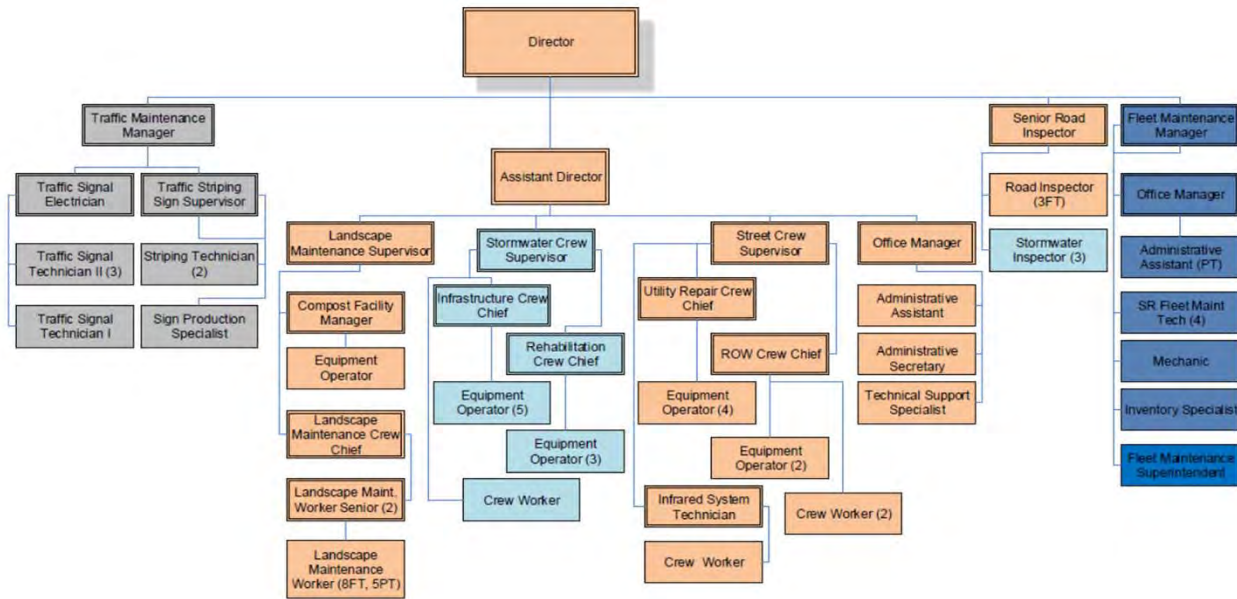 Director
Traffic Maintenance
Manager
Senior Road
Inspector
Fleet Maintenance
Manager
Assistant Director
Traffic Signal
Electrician
Traffic Striping
Sign Supervisor
Road Inspector
(3FT)
Office Manager
Landscape
Maintenance Supervisor
Stormwater Crew
Supervisor
Street Crew
Supervisor
Office Manager
Stormwater
Inspector (3)
Traffic Signal
Technician II (3)
Striping Technician
(2)
Administrative
Assistant (PT)
Compost Facility
Manager
Infrastructure Crew
Chief
Utility Repair Crew
Chief
Administrative
Assistant
SR Fleet Maint
Tech (4)
Traffic Signal
Technician I
Sign Production
Specialist
Equipment
Operator
Rehabilitation
Crew Chief
ROW Crew Chief
Administrative
Secretary
Mechanic
Equipment
Operator (5)
Equipment
Operator (4)
Technical Support
Specialist
Inventory Specialist
Landscape
Maintenance Crew
Chief
Equipment
Operator (3)
Equipment
Operator (2)
Fleet Maintenance
Superintendent
Landscape Maint.
Worker Senior (2)
Crew Worker
Infrared System
Technician
Crew Worker (2)
Landscape
Maintenance
Worker (8FT, 5PT)
Crew Worker